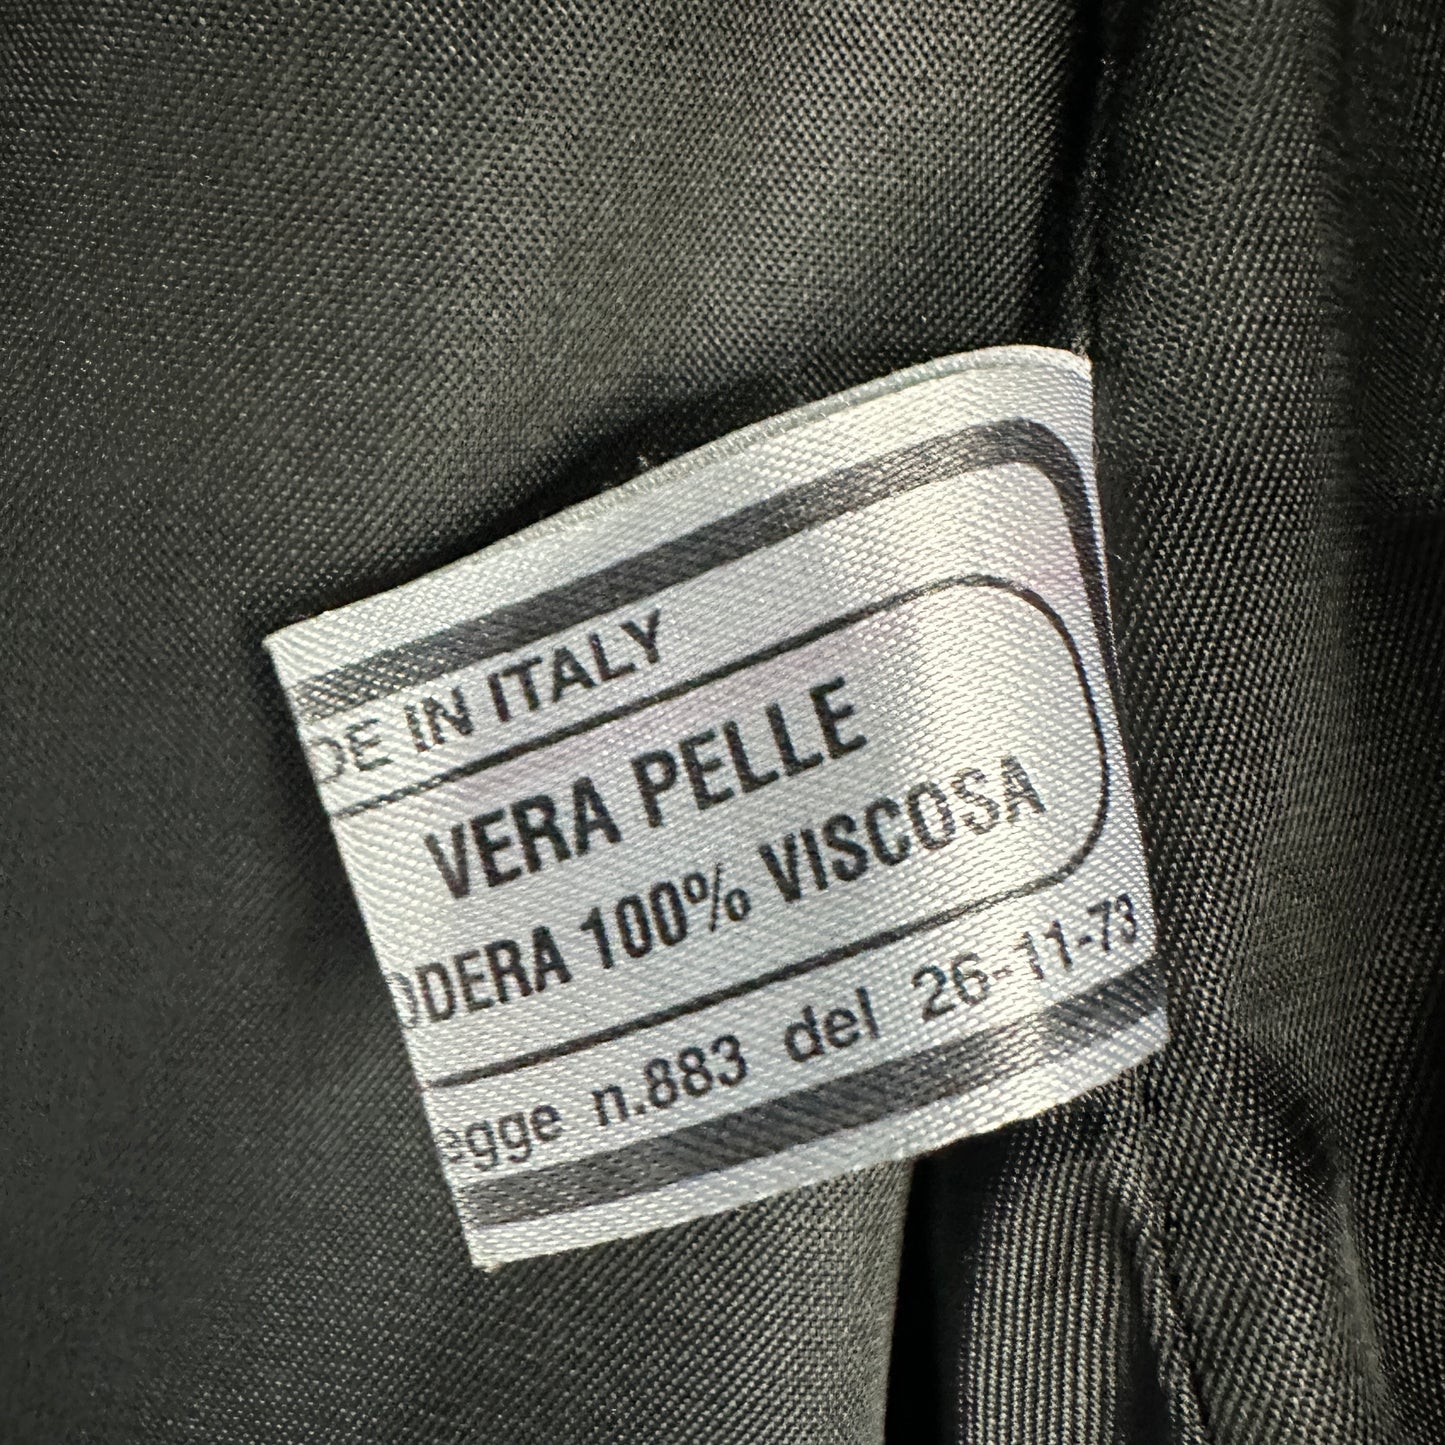 DE IN ITALY
VERA PELLE
ODERA 100% VISCOSA
egge n.883 del 26-11-73